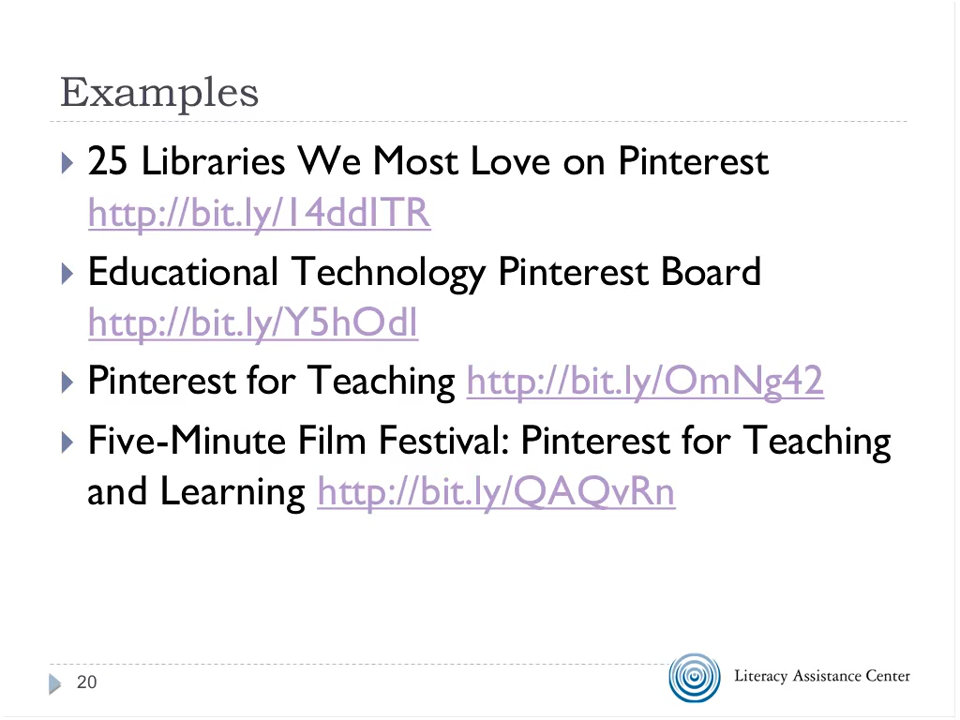 Examples
25 Libraries We Most Love on Pinterest
http://bit.ly/14ddITR
Educational Technology Pinterest Board
http://bit.ly/Y5hOdl
Pinterest for Teaching http://bit.ly/OmNg42
Five-Minute Film Festival: Pinterest for Teaching
and Learning http://bit.ly/QAQvRn
20
Literacy Assistance Center